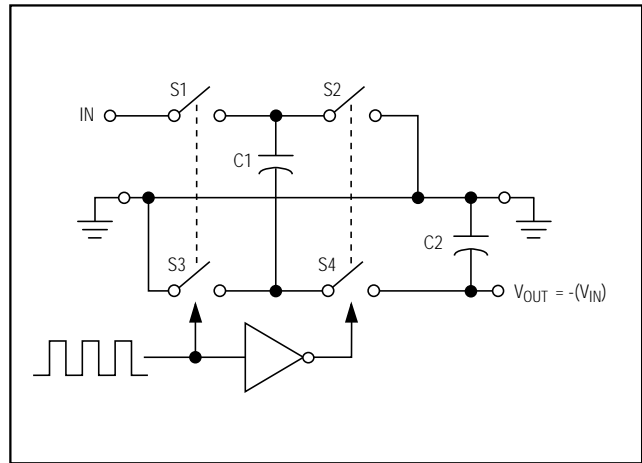 S1
S2
IN
C1
C2
S3
S4
VOUT = -(VIN)